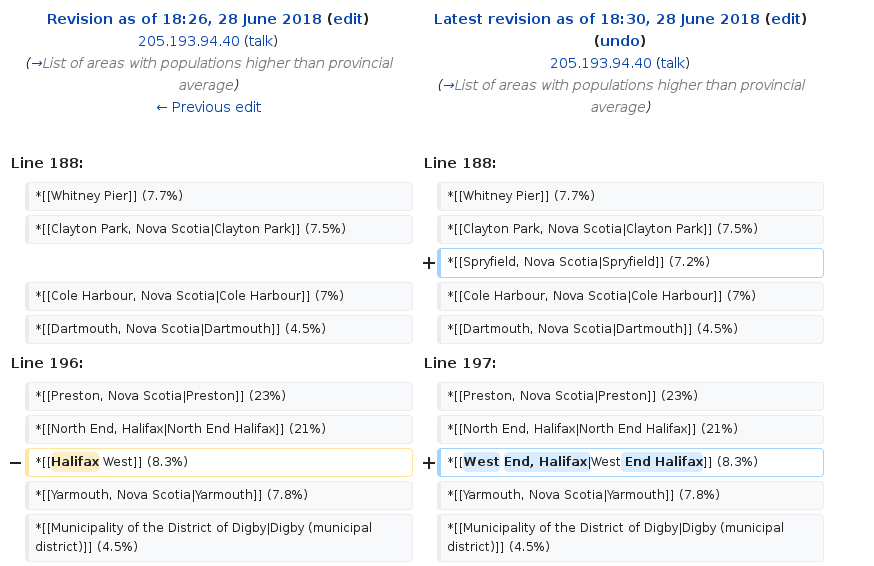 Revision as of 18:26, 28 June 2018 (edit)
205.193.94.40 (talk)
(→List of areas with populations higher than provincial
average)
← Previous edit
Latest revision as of 18:30, 28 June 2018 (edit)
(undo)
205.193.94.40 (talk)
(→List of areas with populations higher than provincial
average)
Line 188:
Line 188:
*[[Whitney Pier]] (7.7%)
*[[Whitney Pier]] (7.7%)
*[[Clayton Park, Nova Scotia|Clayton Park]] (7.5%)
*[[Clayton Park, Nova Scotia|Clayton Park]] (7.5%)
+ *[[Spryfield, Nova Scotia|Spryfield]] (7.2%)
*[[Cole Harbour, Nova Scotia|Cole Harbour]] (7%)
*[[Cole Harbour, Nova Scotia|Cole Harbour]] (7%)
*[[Dartmouth, Nova Scotia|Dartmouth]] (4.5%)
*[[Dartmouth, Nova Scotia|Dartmouth]] (4.5%)
Line 196:
Line 197:
*[[Preston, Nova Scotia|Preston]] (23%)
*[[Preston, Nova Scotia|Preston]] (23%)
*[[North End, Halifax|North End Halifax]] (21%)
*[[North End, Halifax|North End Halifax]] (21%)
− *[[Halifax West]] (8.3%)
+ *[[West End, Halifax|West End Halifax]] (8.3%)
*[[Yarmouth, Nova Scotia|Yarmouth]] (7.8%)
*[[Yarmouth, Nova Scotia|Yarmouth]] (7.8%)
*[[Municipality of the District of Digby|Digby (municipal
district)]] (4.5%)
*[[Municipality of the District of Digby|Digby (municipal
district)]] (4.5%)